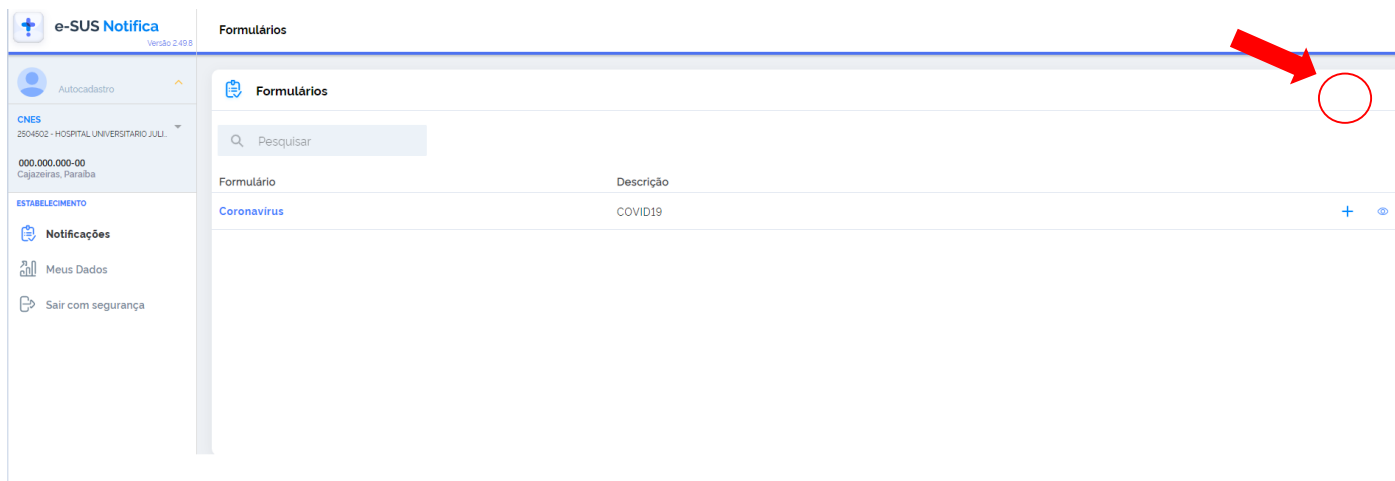 e-SUS Notifica
Versão 2.49.8
Formulários
Autocadastro
CNES
2504502 - HOSPITAL UNIVERSITARIO JULI..
000.000.000-00
Cajazeiras, Paraíba
ESTABELECIMENTO
Notificações
Meus Dados
Sair com segurança
Formulários
Pesquisar
Formulário Descrição
Coronavírus COVID19